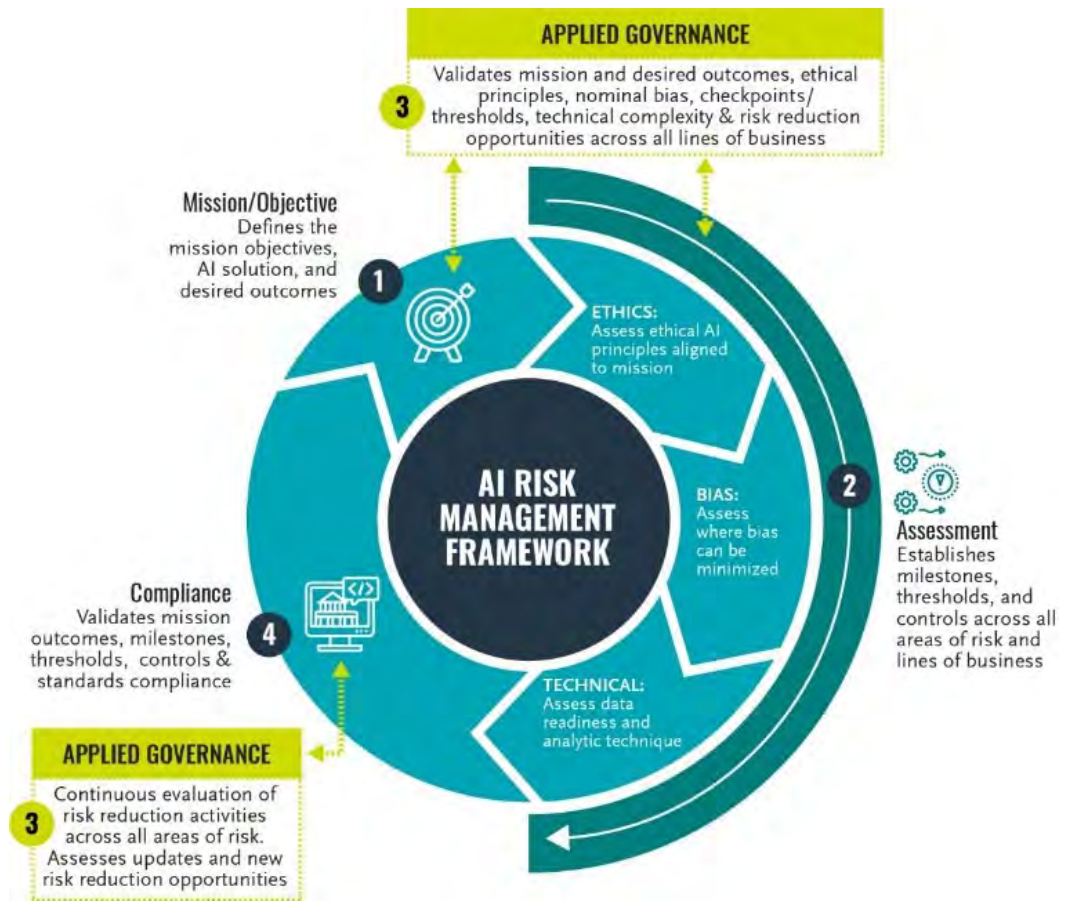 APPLIED GOVERNANCE
Validates mission and desired outcomes, ethical
principles, nominal bias, checkpoints/
thresholds, technical complexity & risk reduction
opportunities across all lines of business
3
Mission/Objective
Defines the
mission objectives,
AI solution, and
desired outcomes
1
ETHICS:
Assess ethical AI
principles aligned
to mission
AI RISK
MANAGEMENT
FRAMEWORK
BIAS:
Assess
where bias
can be
minimized
2
Assessment
Establishes
milestones,
thresholds, and
controls across all
areas of risk and
lines of business
Compliance
Validates mission
outcomes, milestones,
thresholds, controls &
standards compliance
4
</>
TECHNICAL:
Assess data
readiness and
analytic technique
APPLIED GOVERNANCE
3
Continuous evaluation of
risk reduction activities
across all areas of risk.
Assesses updates and new
risk reduction opportunities